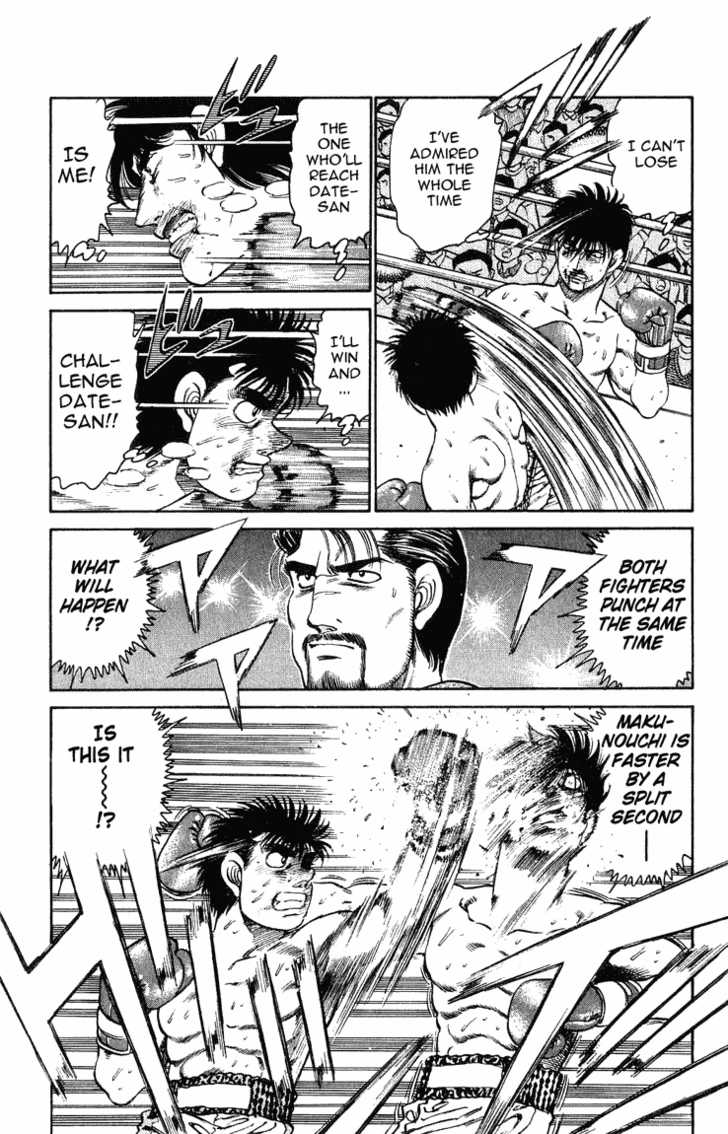 I CAN'T
LOSE
I'VE
ADMIRED
HIM THE
WHOLE
TIME
THE
ONE
WHO'LL
REACH
DATE-
SAN
IS
ME!
I'LL
WIN
AND
...
CHAL-
LENGE
DATE-
SAN!!
BOTH
FIGHTERS
PUNCH AT
THE SAME
TIME
WHAT
WILL
HAPPEN
!?
MAKU-
NOUCHI IS
FASTER
BY A
SPLIT
SECOND
IS
THIS IT
!?